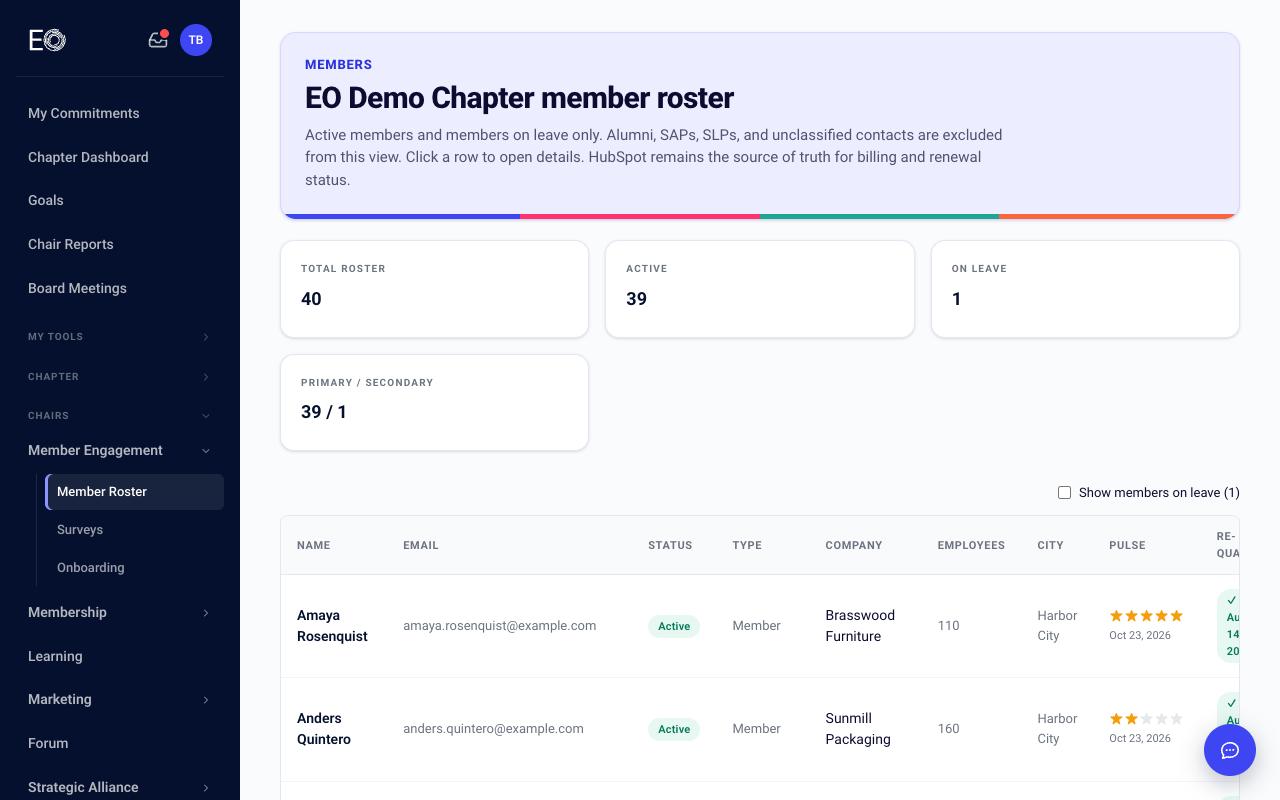 EO
TB
My Commitments
Chapter Dashboard
Goals
Chair Reports
Board Meetings
MY TOOLS
CHAPTER
CHAIRS
Member Engagement
Member Roster
Surveys
Onboarding
Membership
Learning
Marketing
Forum
Strategic Alliance
MEMBERS
EO Demo Chapter member roster
Active members and members on leave only. Alumni, SAPs, SLPs, and unclassified contacts are excluded
from this view. Click a row to open details. HubSpot remains the source of truth for billing and renewal
status.
TOTAL ROSTER
40
ACTIVE
39
ON LEAVE
1
PRIMARY / SECONDARY
39 / 1
Show members on leave (1)
NAME EMAIL STATUS TYPE COMPANY EMPLOYEES CITY PULSE RE-
QUA
Amaya
Rosenquist
amaya.rosenquist@example.com
Active
Member
Brasswood
Furniture
110
Harbor
City
Oct 23, 2026
✓
Au
14
20
Anders
Quintero
anders.quintero@example.com
Active
Member
Sunmill
Packaging
160
Harbor
City
Oct 23, 2026
✓
Au